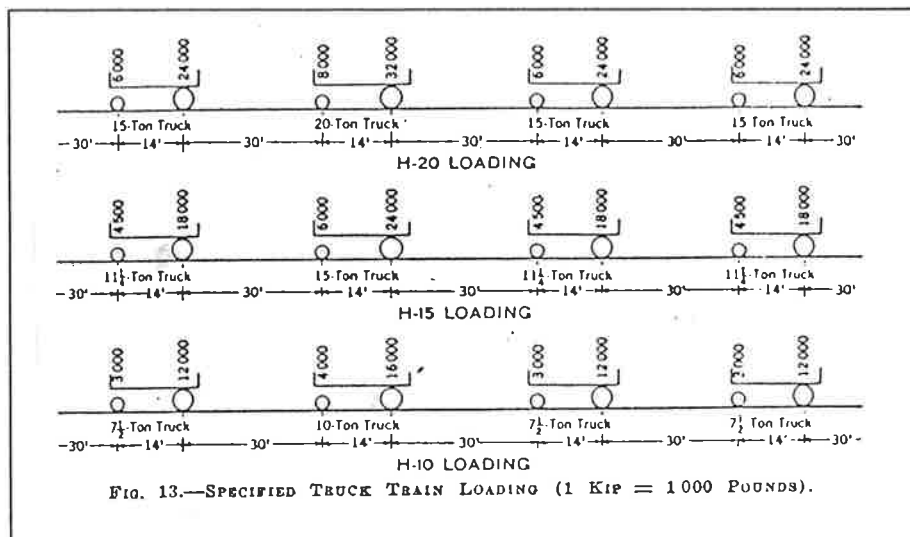 6000 24000 8000 32000 6000 24000 6000 24000
15-Ton Truck 20-Ton Truck 15-Ton Truck 15 Ton Truck
30' 14' 30' 14' 30' 14' 30' 14' 30'
H-20 LOADING
4500 18000 6000 24000 4500 18000 4500 18000
11¼-Ton Truck 15-Ton Truck 11¼-Ton Truck 11¼-Ton Truck
30' 14' 30' 14' 30' 14' 30' 14' 30'
H-15 LOADING
3000 12000 4000 16000 3000 12000 3000 12000
7½-Ton Truck 10-Ton Truck 7½-Ton Truck 7½ Ton Truck
30' 14' 30' 14' 30' 14' 30' 14' 30'
H-10 LOADING
FIG. 13.—SPECIFIED TRUCK TRAIN LOADING (1 KIP = 1000 POUNDS).